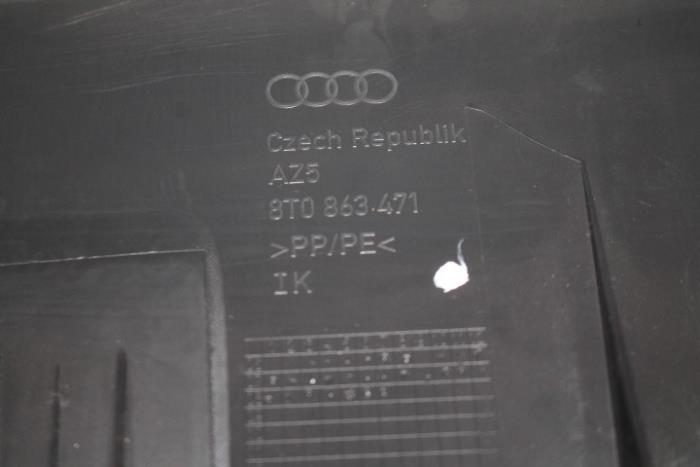 Czech Republik
AZ5
8T0 863 471
>PP/PE<
IK